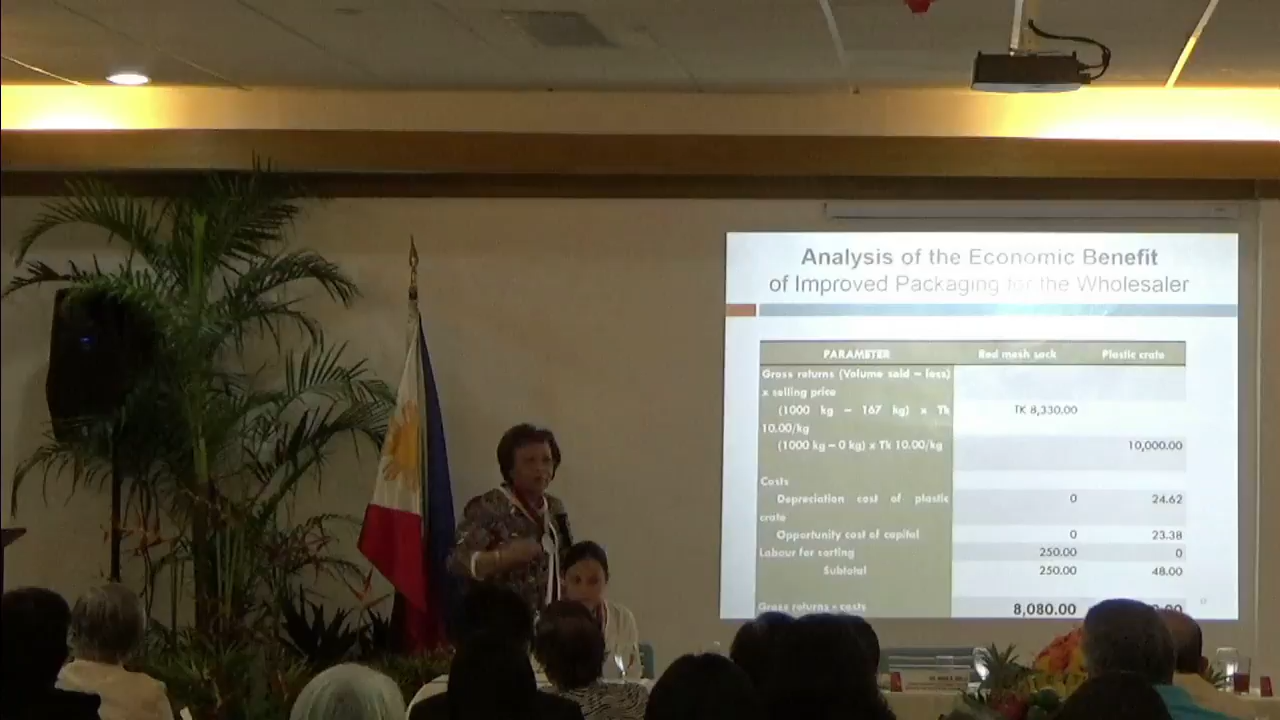 Analysis of the Economic Benefit
of Improved Packaging for the Wholesaler
PARAMETER Red mesh sack Plastic crate
Gross returns (Volume sold – loss)
x selling price
(1000 kg – 167 kg) x Tk TK 8,330.00
10.00/kg
(1000 kg – 0 kg) x Tk 10.00/kg 10,000.00
Costs
Depreciation cost of plastic 0 24.62
crate
Opportunity cost of capital 0 23.38
Labour for sorting 250.00 0
Subtotal 250.00 48.00
Gross returns - costs 8,080.00